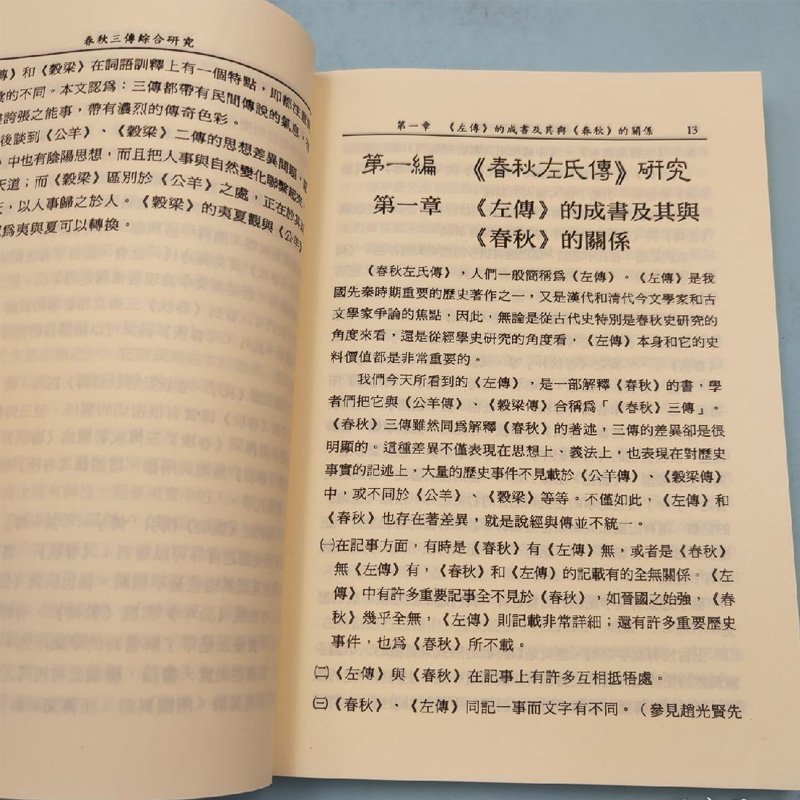 春秋三傳綜合研究
傳》和《穀梁》在詞語訓釋上有一個特點，即都注重
的不同。本文認爲：三傳都帶有民間傳說的氣息，
誇張之能事，帶有濃烈的傳奇色彩。
後談到《公羊》、《穀梁》二傳的思想差異問題，
》中也有陰陽思想，而且把人事與自然變化聯繫起來，
天道；而《穀梁》區別於《公羊》之處，正在於其
，以人事歸之於人。《穀梁》的夷夏觀與《公羊》
爲夷與夏可以轉換。
第一章　《左傳》的成書及其與《春秋》的關係　13
第一編　《春秋左氏傳》研究
第一章　《左傳》的成書及其與
《春秋》的關係
《春秋左氏傳》，人們一般簡稱爲《左傳》。《左傳》是我
國先秦時期重要的歷史著作之一，又是漢代和清代今文學家和古
文學家爭論的焦點，因此，無論是從古代史特別是春秋史研究的
角度來看，還是從經學史研究的角度看，《左傳》本身和它的史
料價值都是非常重要的。
我們今天所看到的《左傳》，是一部解釋《春秋》的書，學
者們把它與《公羊傳》、《穀梁傳》合稱爲「《春秋》三傳」。
《春秋》三傳雖然同爲解釋《春秋》的著述，三傳的差異卻是很
明顯的。這種差異不僅表現在思想上、義法上，也表現在對歷史
事實的記述上，大量的歷史事件不見載於《公羊傳》、《穀梁傳》
中，或不同於《公羊》、《穀梁》等等。不僅如此，《左傳》和
《春秋》也存在著差異，就是說經與傳並不統一。
㈠在記事方面，有時是《春秋》有《左傳》無，或者是《春秋》
無《左傳》有，《春秋》和《左傳》的記載有的全無關係。《左
傳》中有許多重要記事全不見於《春秋》，如晉國之始強，《春
秋》幾乎全無，《左傳》則記載非常詳細；還有許多重要歷史
事件，也爲《春秋》所不載。
㈡《左傳》與《春秋》在記事上有許多互相抵牾處。
㈢《春秋》、《左傳》同記一事而文字有不同。（參見趙光賢先